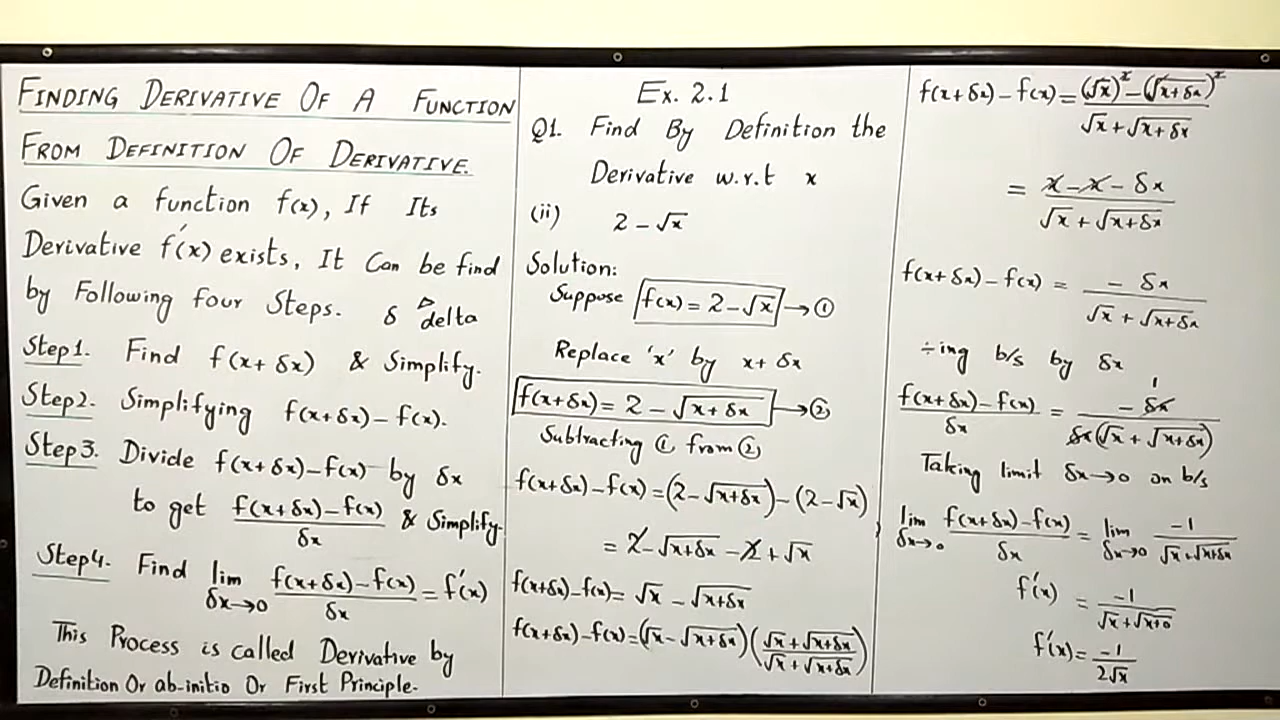 FINDING DERIVATIVE OF A FUNCTION
FROM DEFINITION OF DERIVATIVE.
Given a function f(x), If Its
Derivative f′(x) exists, It Can be find
by Following four Steps. δ ▹ delta
Step1. Find f(x+δx) & Simplify.
Step2. Simplifying f(x+δx)-f(x).
Step3. Divide f(x+δx)-f(x) by δx
to get (f(x+δx)-f(x))/δx & Simplify.
Step4. Find lim δx→0 (f(x+δx)-f(x))/δx = f′(x)
This Process is called Derivative by
Definition Or ab-initio Or First Principle.
Ex. 2.1
Q1. Find By Definition the
Derivative w.r.t x
(ii) 2-√x
Solution:
Suppose f(x) = 2-√x → ①
Replace 'x' by x+δx
f(x+δx) = 2-√(x+δx) → ②
Subtracting ① from ②
f(x+δx)-f(x) = (2-√(x+δx)) - (2-√x)
= 2-√(x+δx) - 2 + √x
f(x+δx)-f(x) = √x - √(x+δx)
f(x+δx)-f(x) = (√x - √(x+δx)) ((√x+√(x+δx))/(√x+√(x+δx)))
f(x+δx)-f(x) = ((√x)² - (√(x+δx))²)/(√x+√(x+δx))
= (x-x-δx)/(√x+√(x+δx))
f(x+δx)-f(x) = -δx/(√x+√(x+δx))
÷ing b/s by δx
(f(x+δx)-f(x))/δx = -δx 1/(δx(√x+√(x+δx)))
Taking limit δx→0 on b/s
lim δx→0 (f(x+δx)-f(x))/δx = lim δx→0 -1/(√x+√(x+δx))
f′(x) = -1/(√x+√(x+0))
f′(x) = -1/(2√x)